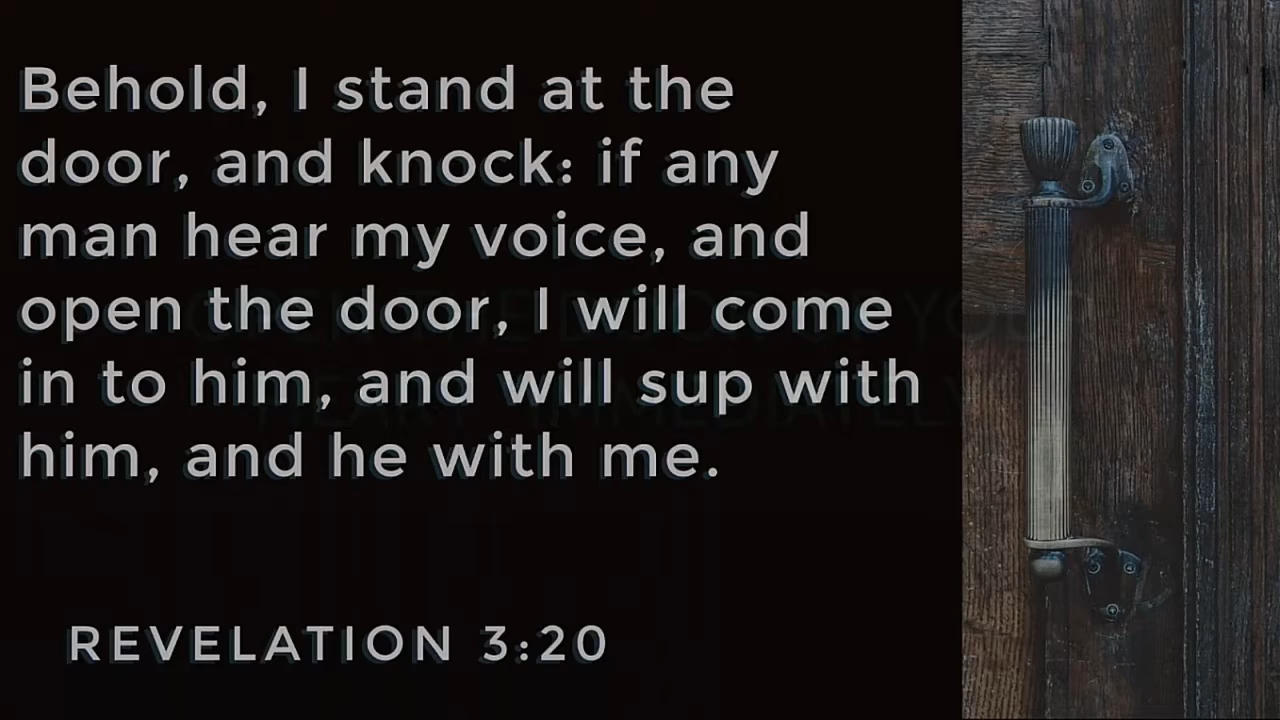 Behold, I stand at the
door, and knock: if any
man hear my voice, and
open the door, I will come
in to him, and will sup with
him, and he with me.
REVELATION 3:20